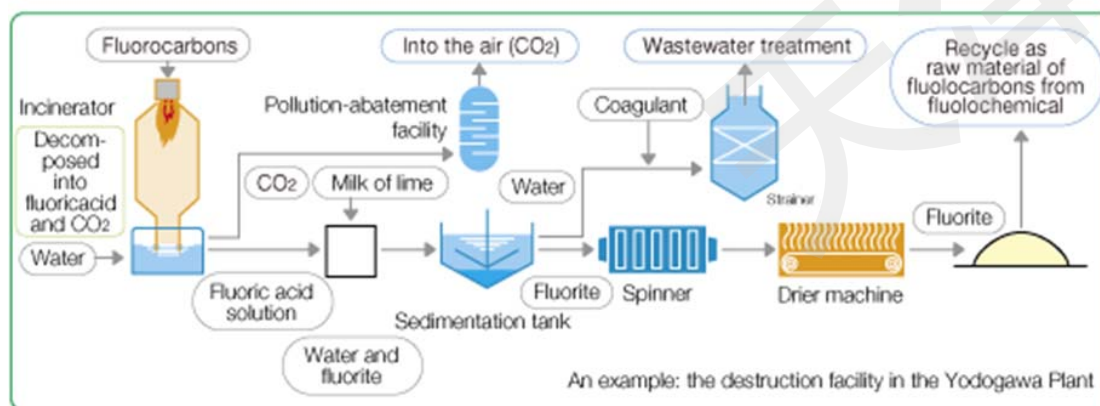 Fluorocarbons
Into the air (CO2)
Wastewater treatment
Recycle as
raw material of
fluolocarbons from
fluolochemical
Incinerator
Decom-
posed
into
fluoricacid
and CO2
Pollution-abatement
facility
Coagulant
CO2
Milk of lime
Water
Strainer
Water
Fluorite
Fluoric acid
solution
Sedimentation tank
Fluorite
Spinner
Drier machine
Water and
fluorite
An example: the destruction facility in the Yodogawa Plant